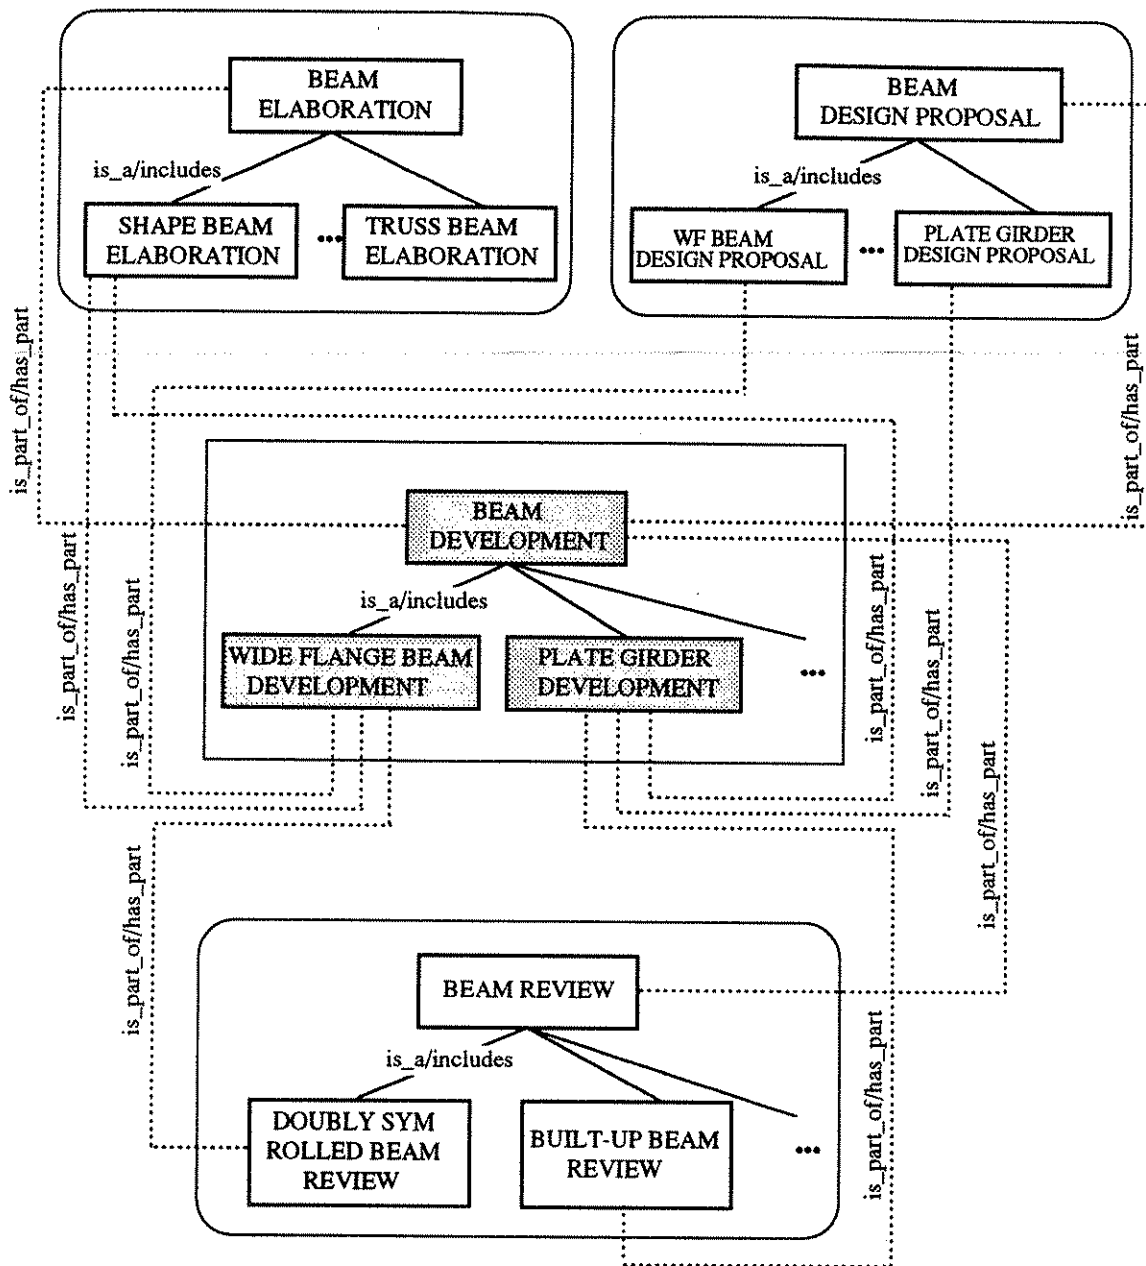 BEAM
ELABORATION
is_a/includes
SHAPE BEAM
ELABORATION
•••
TRUSS BEAM
ELABORATION
BEAM
DESIGN PROPOSAL
is_a/includes
WF BEAM
DESIGN PROPOSAL
•••
PLATE GIRDER
DESIGN PROPOSAL
is_part_of/has_part
is_part_of/has_part
BEAM
DEVELOPMENT
is_a/includes
WIDE FLANGE BEAM
DEVELOPMENT
PLATE GIRDER
DEVELOPMENT
•••
is_part_of/has_part
is_part_of/has_part
is_part_of/has_part
is_part_of/has_part
is_part_of/has_part
is_part_of/has_part
BEAM REVIEW
is_a/includes
DOUBLY SYM
ROLLED BEAM
REVIEW
BUILT-UP BEAM
REVIEW
•••
is_part_of/has_part